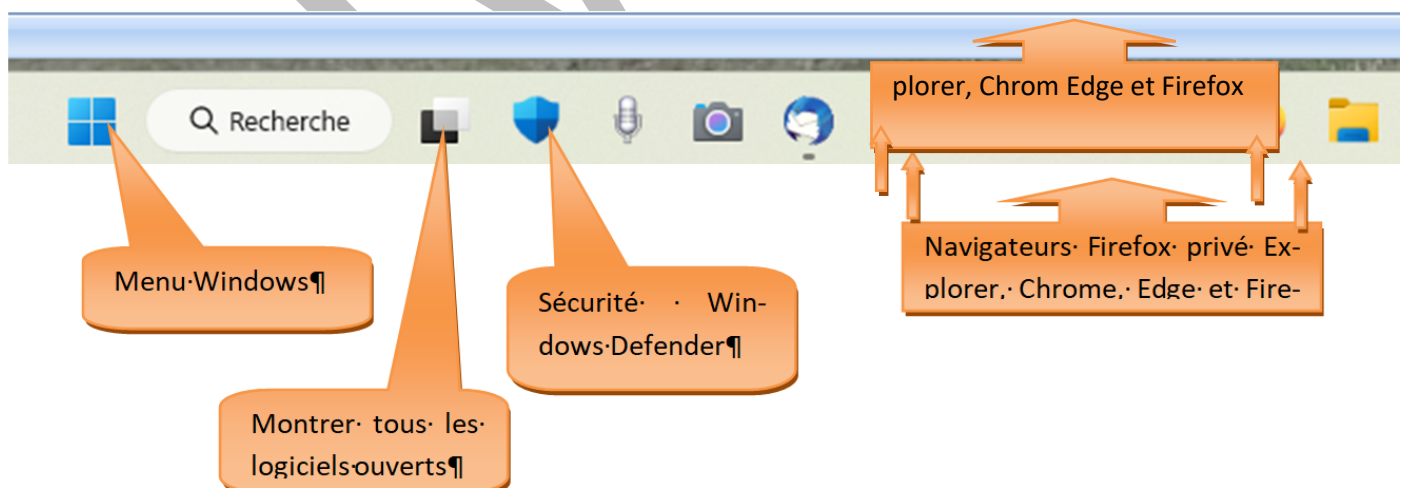 plorer, Chrom Edge et Firefox
Recherche
Navigateurs· Firefox· privé· Ex-
plorer,· Chrome,· Edge· et· Fire-
Menu·Windows¶
Sécurité· · Win-
dows·Defender¶
Montrer· tous· les·
logiciels·ouverts¶